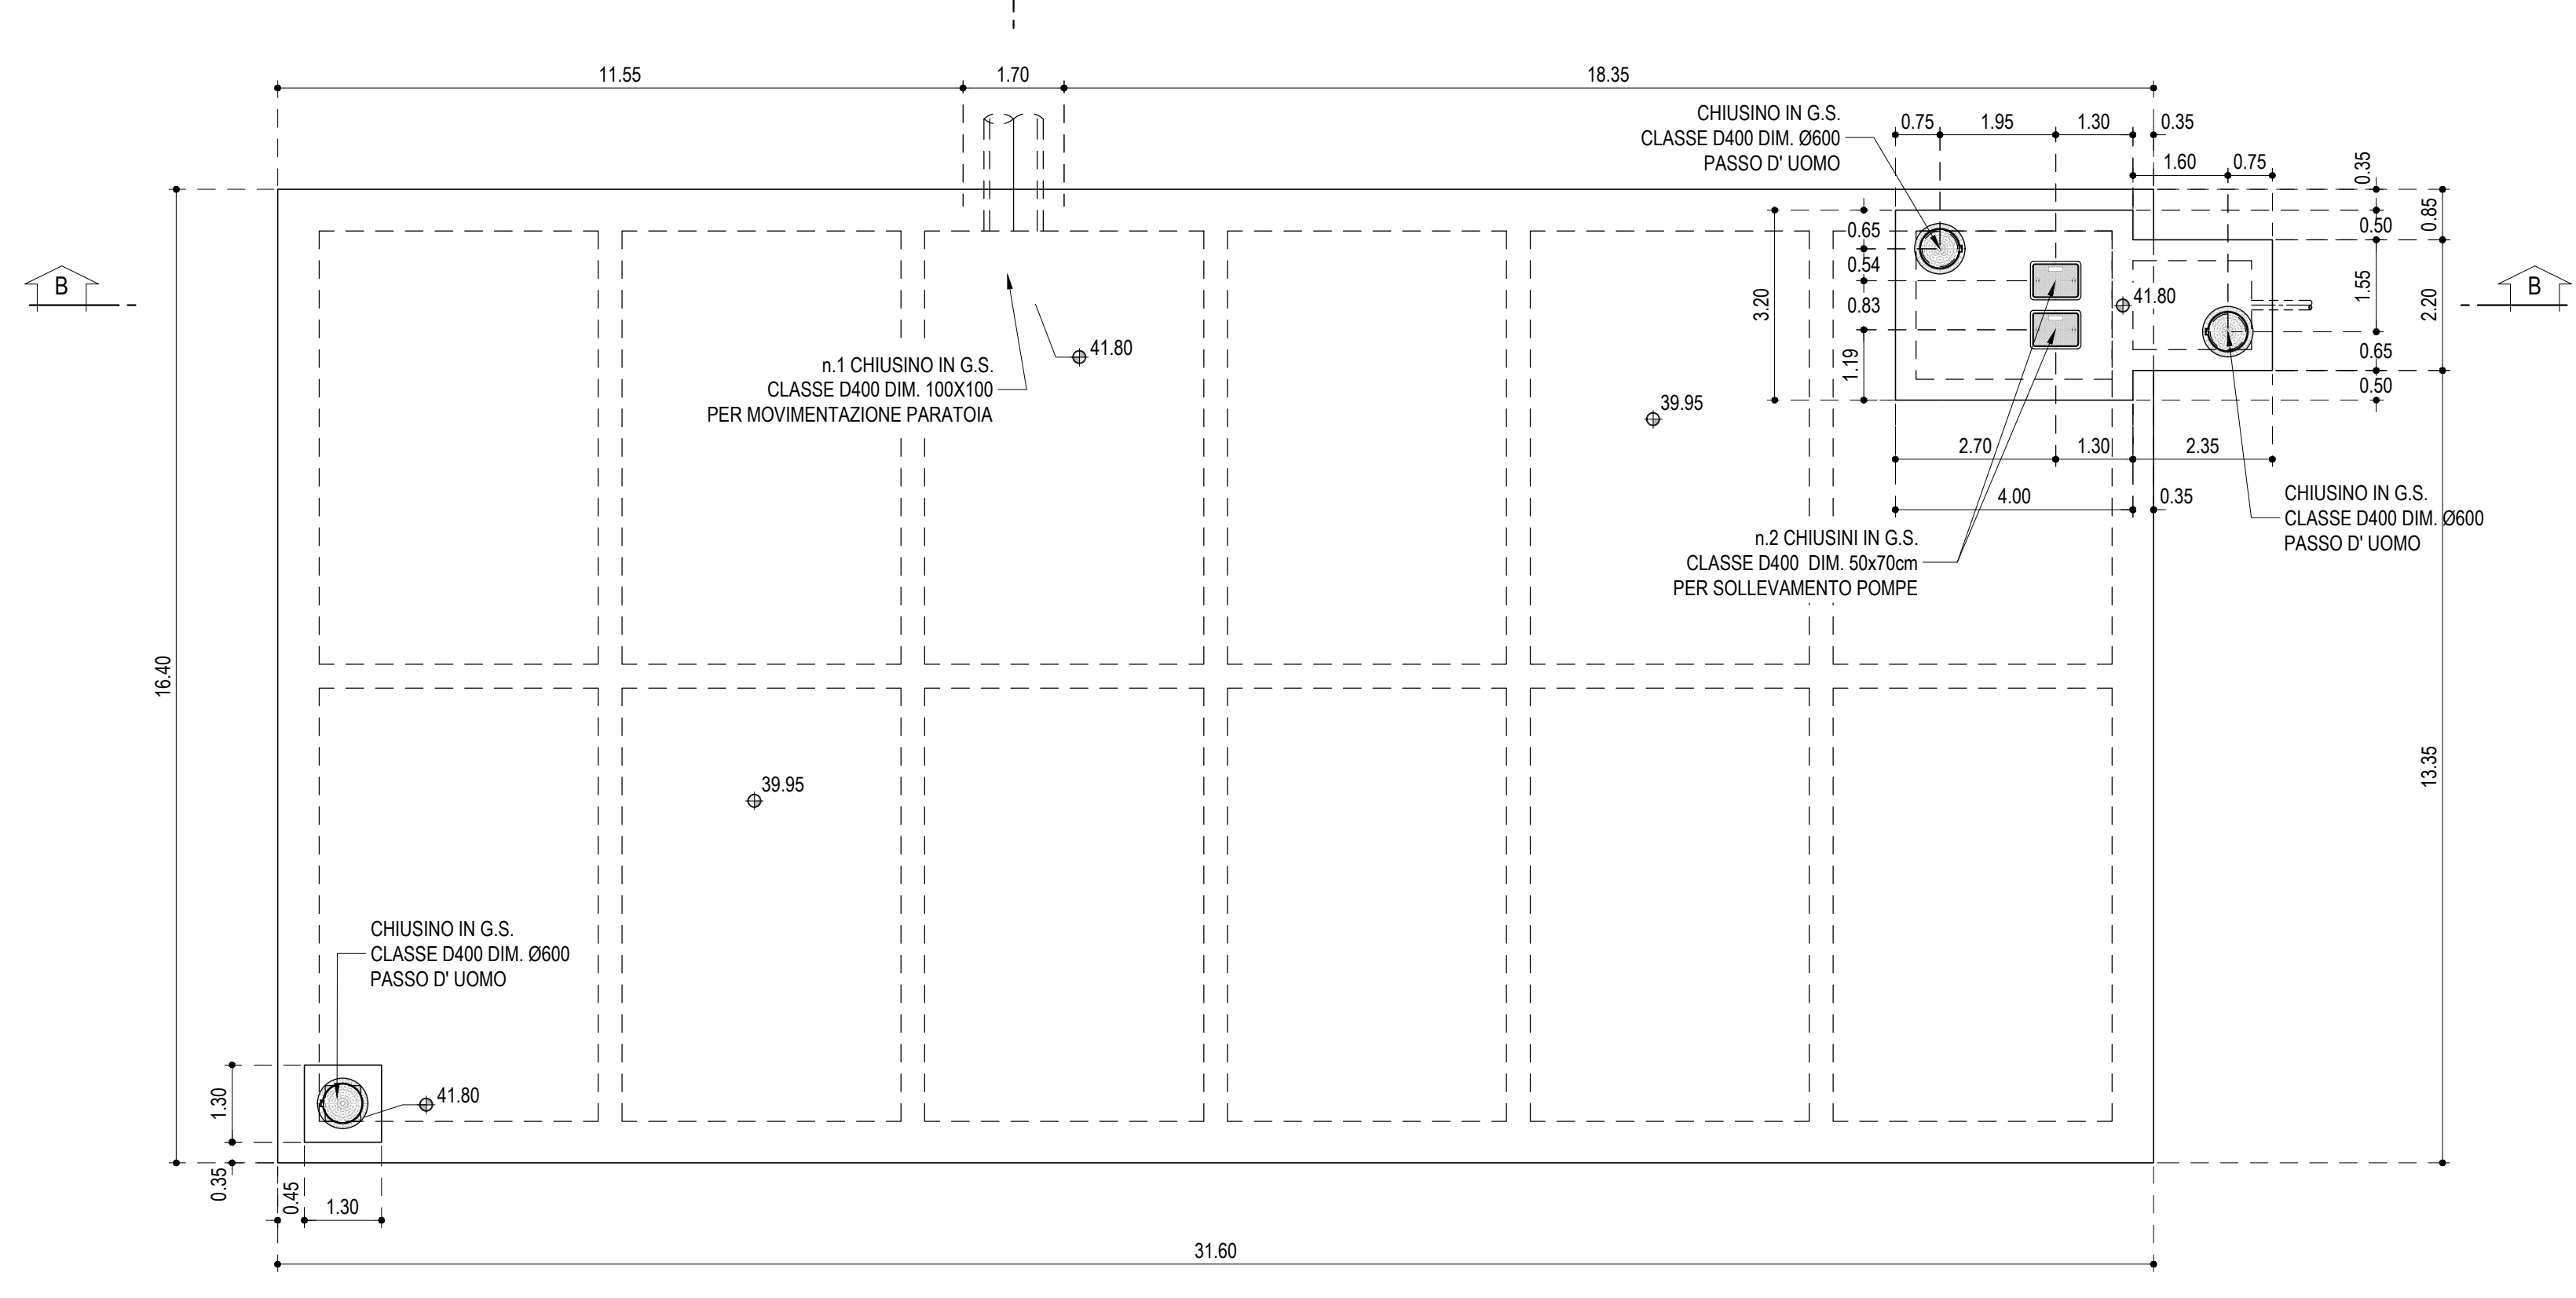 11.55
1.70
18.35
CHIUSINO IN G.S.
CLASSE D400 DIM. Ø600
PASSO D' UOMO
0.75
1.95
1.30
0.35
1.60
0.75
0.35
0.50
0.85
1.55
2.20
0.65
0.50
B
B
0.65
0.54
0.83
1.19
3.20
41.80
41.80
n.1 CHIUSINO IN G.S.
CLASSE D400 DIM. 100X100
PER MOVIMENTAZIONE PARATOIA
39.95
2.70
1.30
2.35
4.00
0.35
CHIUSINO IN G.S.
CLASSE D400 DIM. Ø600
PASSO D' UOMO
n.2 CHIUSINI IN G.S.
CLASSE D400 DIM. 50x70cm
PER SOLLEVAMENTO POMPE
16.40
13.35
39.95
CHIUSINO IN G.S.
CLASSE D400 DIM. Ø600
PASSO D' UOMO
41.80
1.30
0.35
0.45
1.30
31.60